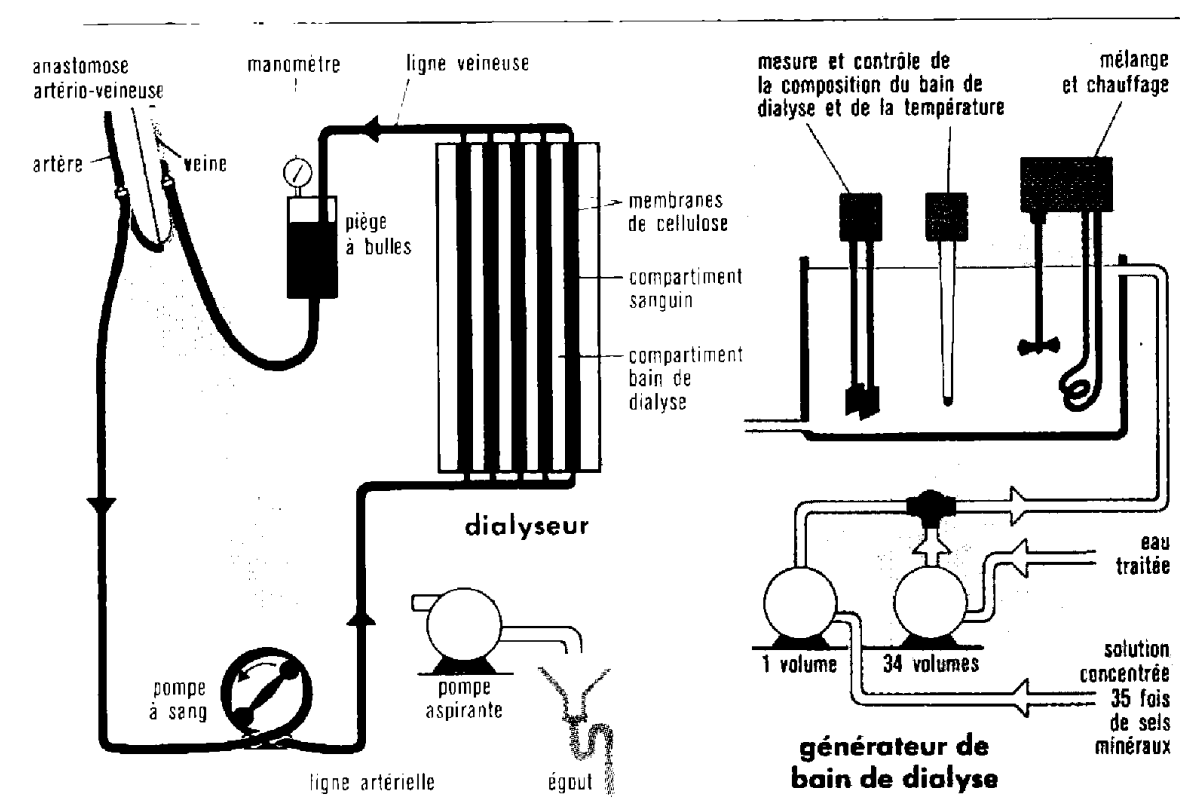 anastomose
artério-veineuse
artère
veine
manomètre
ligne veineuse
piège
à bulles
membranes
de cellulose
compartiment
sanguin
compartiment
bain de
dialyse
dialyseur
pompe
à sang
ligne artérielle
pompe
aspirante
égout
mesure et contrôle de
la composition du bain de
dialyse et de la température
mélange
et chauffage
eau
traitée
1 volume
34 volumes
solution
concentrée
35 fois
de sels
minéraux
générateur de
bain de dialyse